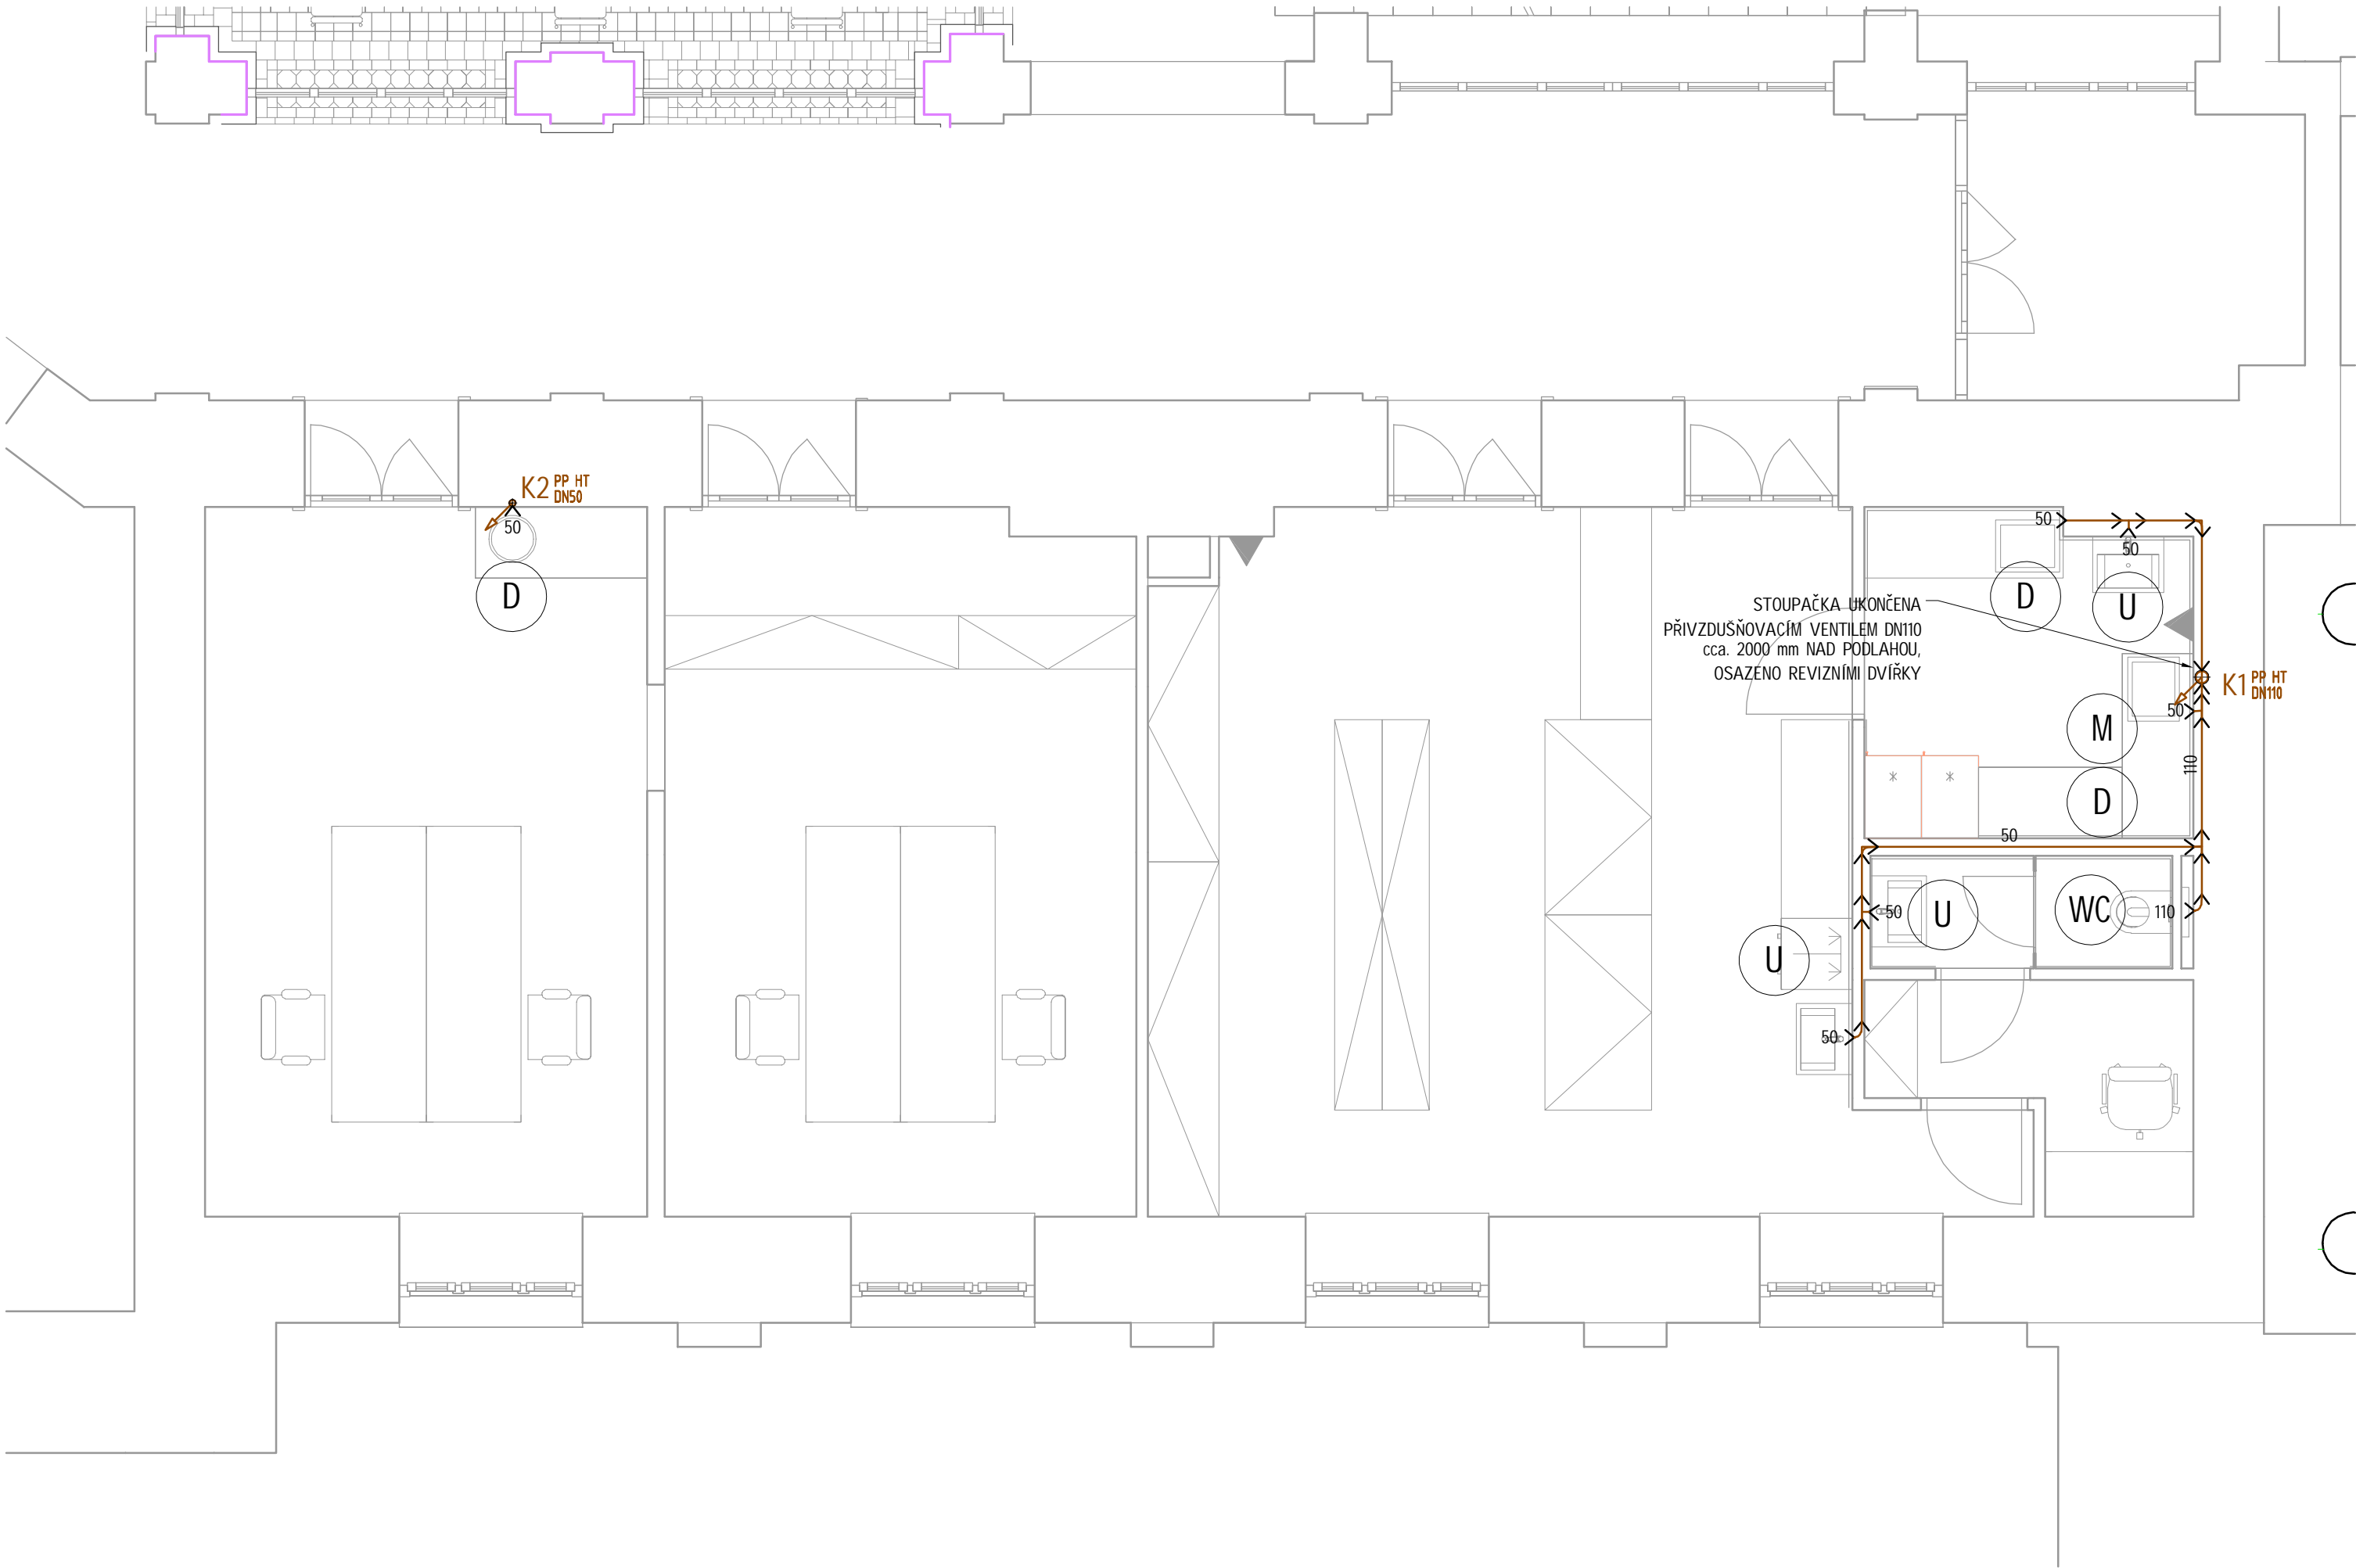 K2 PP HT
DN50
50
D
50
50
D
U
STOUPAČKA UKONČENA
PŘIVZDUŠŇOVACÍM VENTILEM DN110
cca. 2000 mm NAD PODLAHOU,
OSAZENO REVIZNÍMI DVÍŘKY
K1 PP HT
DN110
50
M
110
D
50
50
U
WC
110
U
50